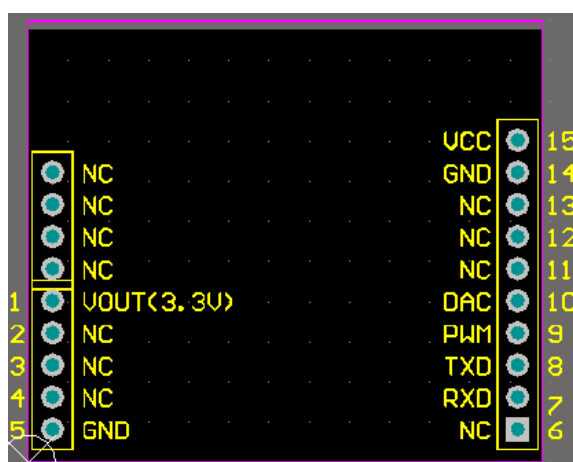 VCC 15
NC GND 14
NC NC 13
NC NC 12
NC NC 11
1 VOUT(3.3V) DAC 10
2 NC PWM 9
3 NC TXD 8
4 NC RXD 7
5 GND NC 6